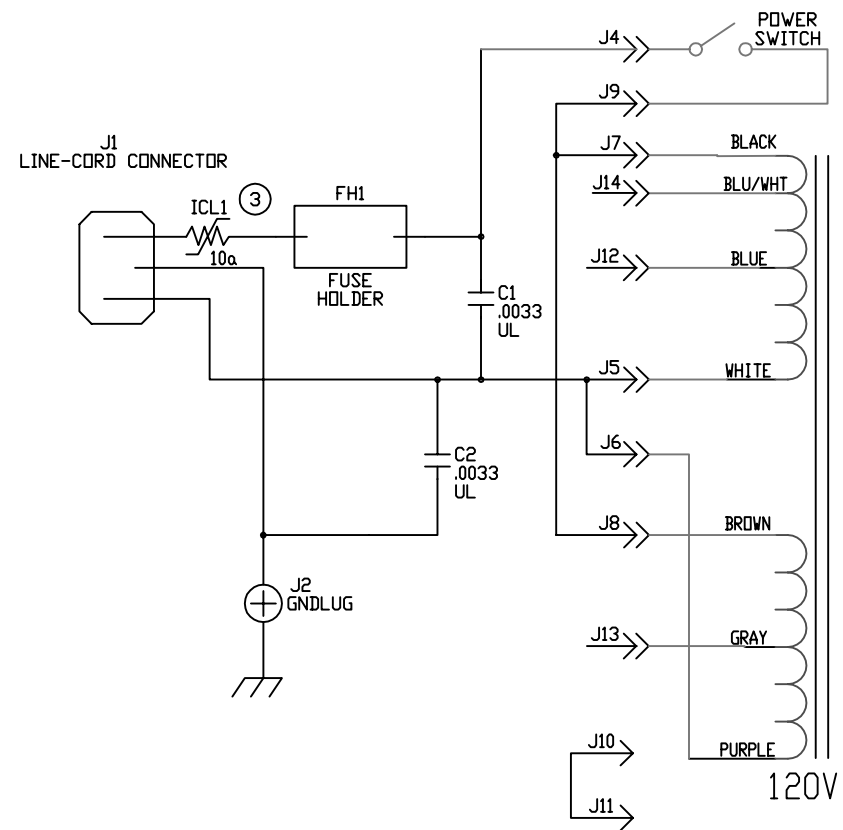 J4
POWER
SWITCH
J9
J1
LINE-CORD CONNECTOR
J7
BLACK
J14
BLU/WHT
ICL1
3
FH1
10a
J12
BLUE
FUSE
HOLDER
C1
.0033
UL
J5
WHITE
J6
C2
.0033
UL
J8
BROWN
J2
GNDLUG
J13
GRAY
J10
PURPLE
120V
J11